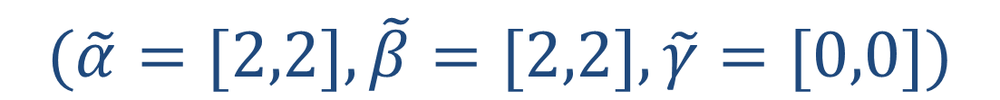 (α̃ = [2,2], β̃ = [2,2], γ̃ = [0,0])